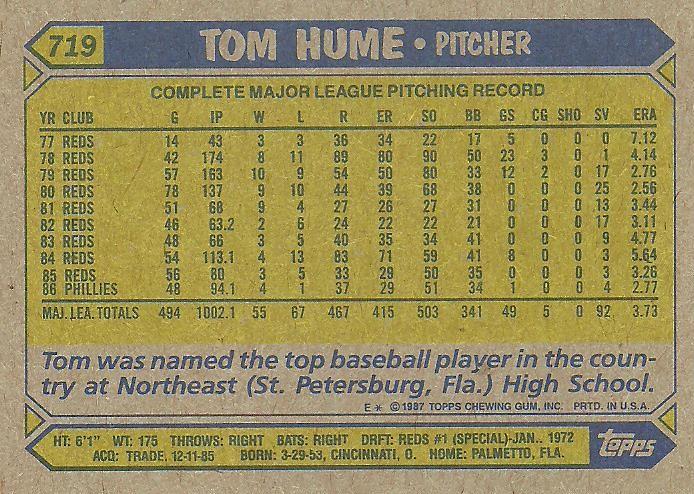 719 TOM HUME • PITCHER
COMPLETE MAJOR LEAGUE PITCHING RECORD
YR CLUB G IP W L R ER SO BB GS CG SHO SV ERA
77 REDS 14 43 3 3 36 34 22 17 5 0 0 0 7.12
78 REDS 42 174 8 11 89 80 90 50 23 3 0 1 4.14
79 REDS 57 163 10 9 54 50 80 33 12 2 0 17 2.76
80 REDS 78 137 9 10 44 39 68 38 0 0 0 25 2.56
81 REDS 51 68 9 4 27 26 27 31 0 0 0 13 3.44
82 REDS 46 63.2 2 6 24 22 22 21 0 0 0 17 3.11
83 REDS 48 66 3 5 40 35 34 41 0 0 0 9 4.77
84 REDS 54 113.1 4 13 83 71 59 41 8 0 0 3 5.64
85 REDS 56 80 3 5 33 29 50 35 0 0 0 3 3.26
86 PHILLIES 48 94.1 4 1 37 29 51 34 1 0 0 4 2.77
MAJ.LEA.TOTALS 494 1002.1 55 67 467 415 503 341 49 5 0 92 3.73
Tom was named the top baseball player in the coun-
try at Northeast (St. Petersburg, Fla.) High School.
E * © 1987 TOPPS CHEWING GUM, INC. PRTD. IN U.S.A.
HT: 6'1" WT: 175 THROWS: RIGHT BATS: RIGHT DRFT: REDS #1 (SPECIAL)-JAN., 1972
ACQ: TRADE, 12-11-85 BORN: 3-29-53, CINCINNATI, O. HOME: PALMETTO, FLA.
topps